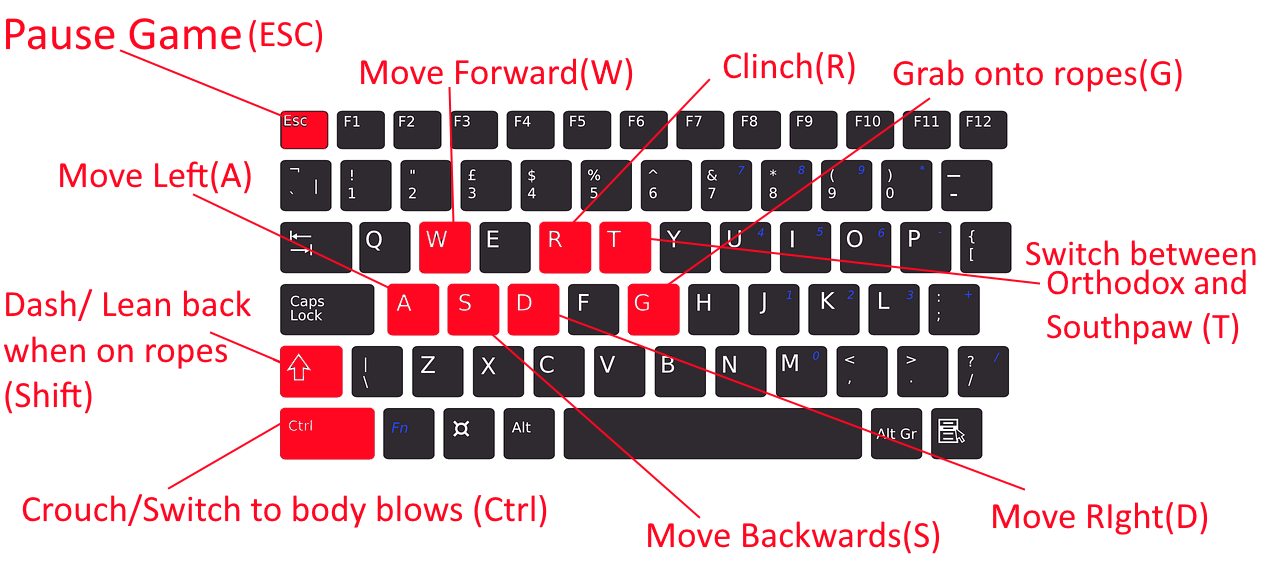 Pause Game (ESC)
Move Forward(W)
Clinch(R)
Grab onto ropes(G)
Esc F1 F2 F3 F4 F5 F6 F7 F8 F9 F10 F11 F12
Move Left(A)
¬ ` | ! 1 " 2 £ 3 $ 4 % 5 ^ 6 & 7 7 * 8 8 ( 9 9 ) 0 * — -
Q W E R T Y U 4 I 5 O 6 P - { [
Switch between
Orthodox and
Southpaw (T)
Dash/ Lean back
when on ropes
(Shift)
Caps
Lock
A S D F G H J 1 K 2 L 3 : ; +
| \ Z X C V B N M 0 < , > . ? / /
Ctrl Fn Alt Alt Gr
Crouch/Switch to body blows (Ctrl)
Move Backwards(S)
Move RIght(D)